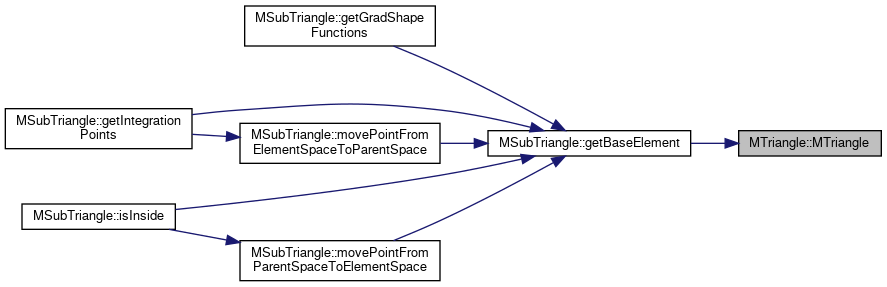 MSubTriangle::getGradShape
Functions
MSubTriangle::getIntegration
Points
MSubTriangle::movePointFrom
ElementSpaceToParentSpace
MSubTriangle::getBaseElement
MTriangle::MTriangle
MSubTriangle::isInside
MSubTriangle::movePointFrom
ParentSpaceToElementSpace